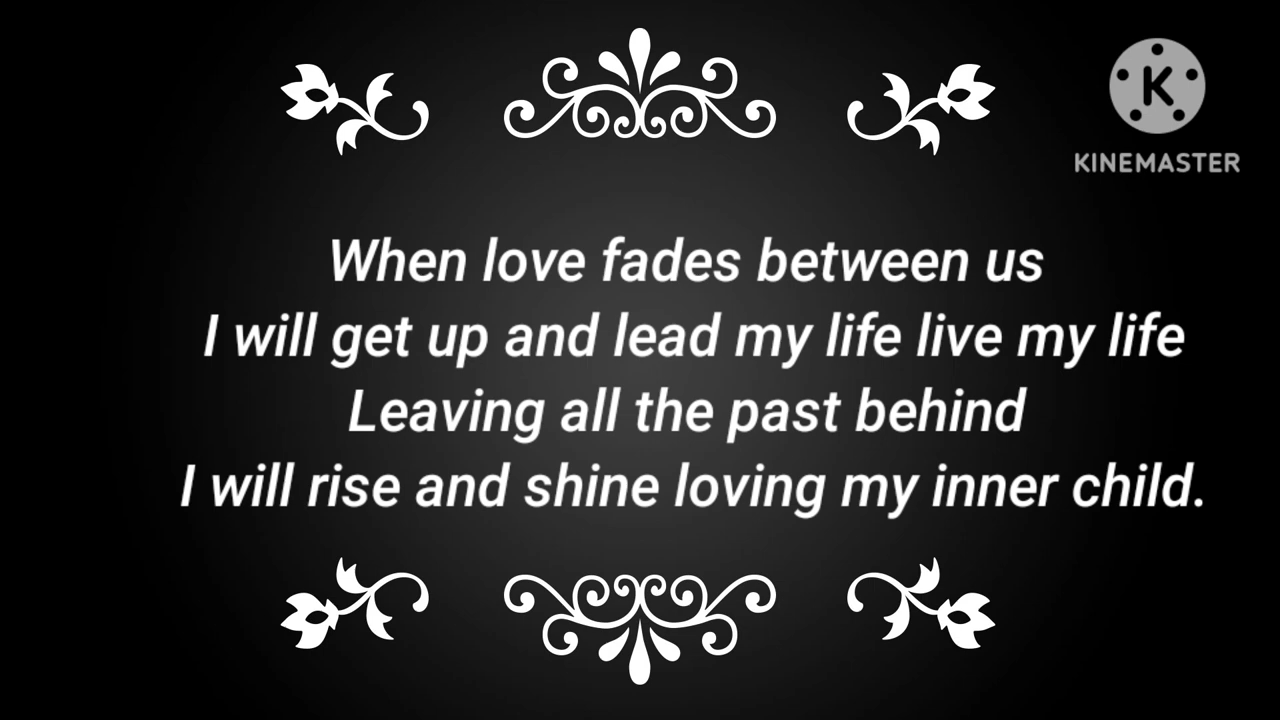 K
KINEMASTER
When love fades between us
I will get up and lead my life live my life
Leaving all the past behind
I will rise and shine loving my inner child.